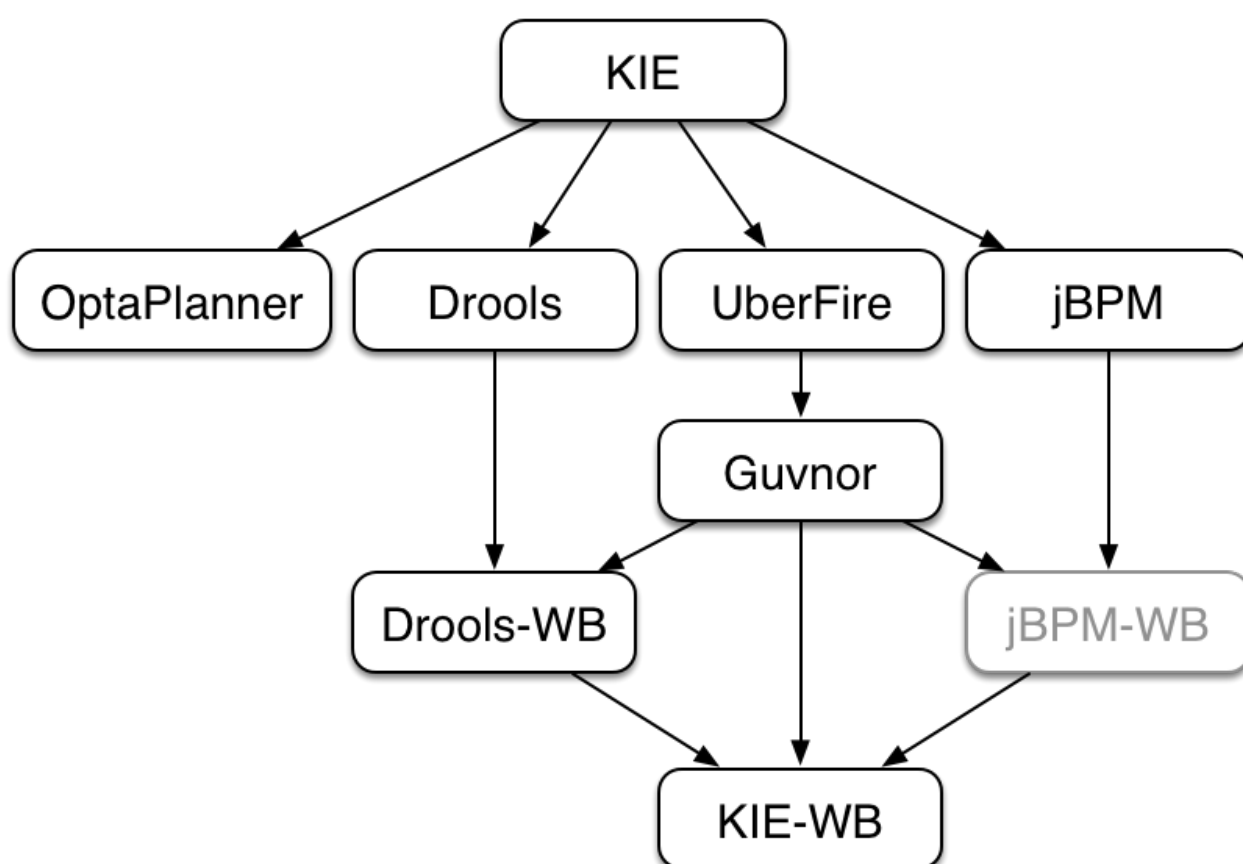 KIE
OptaPlanner
Drools
UberFire
jBPM
Guvnor
Drools-WB
jBPM-WB
KIE-WB